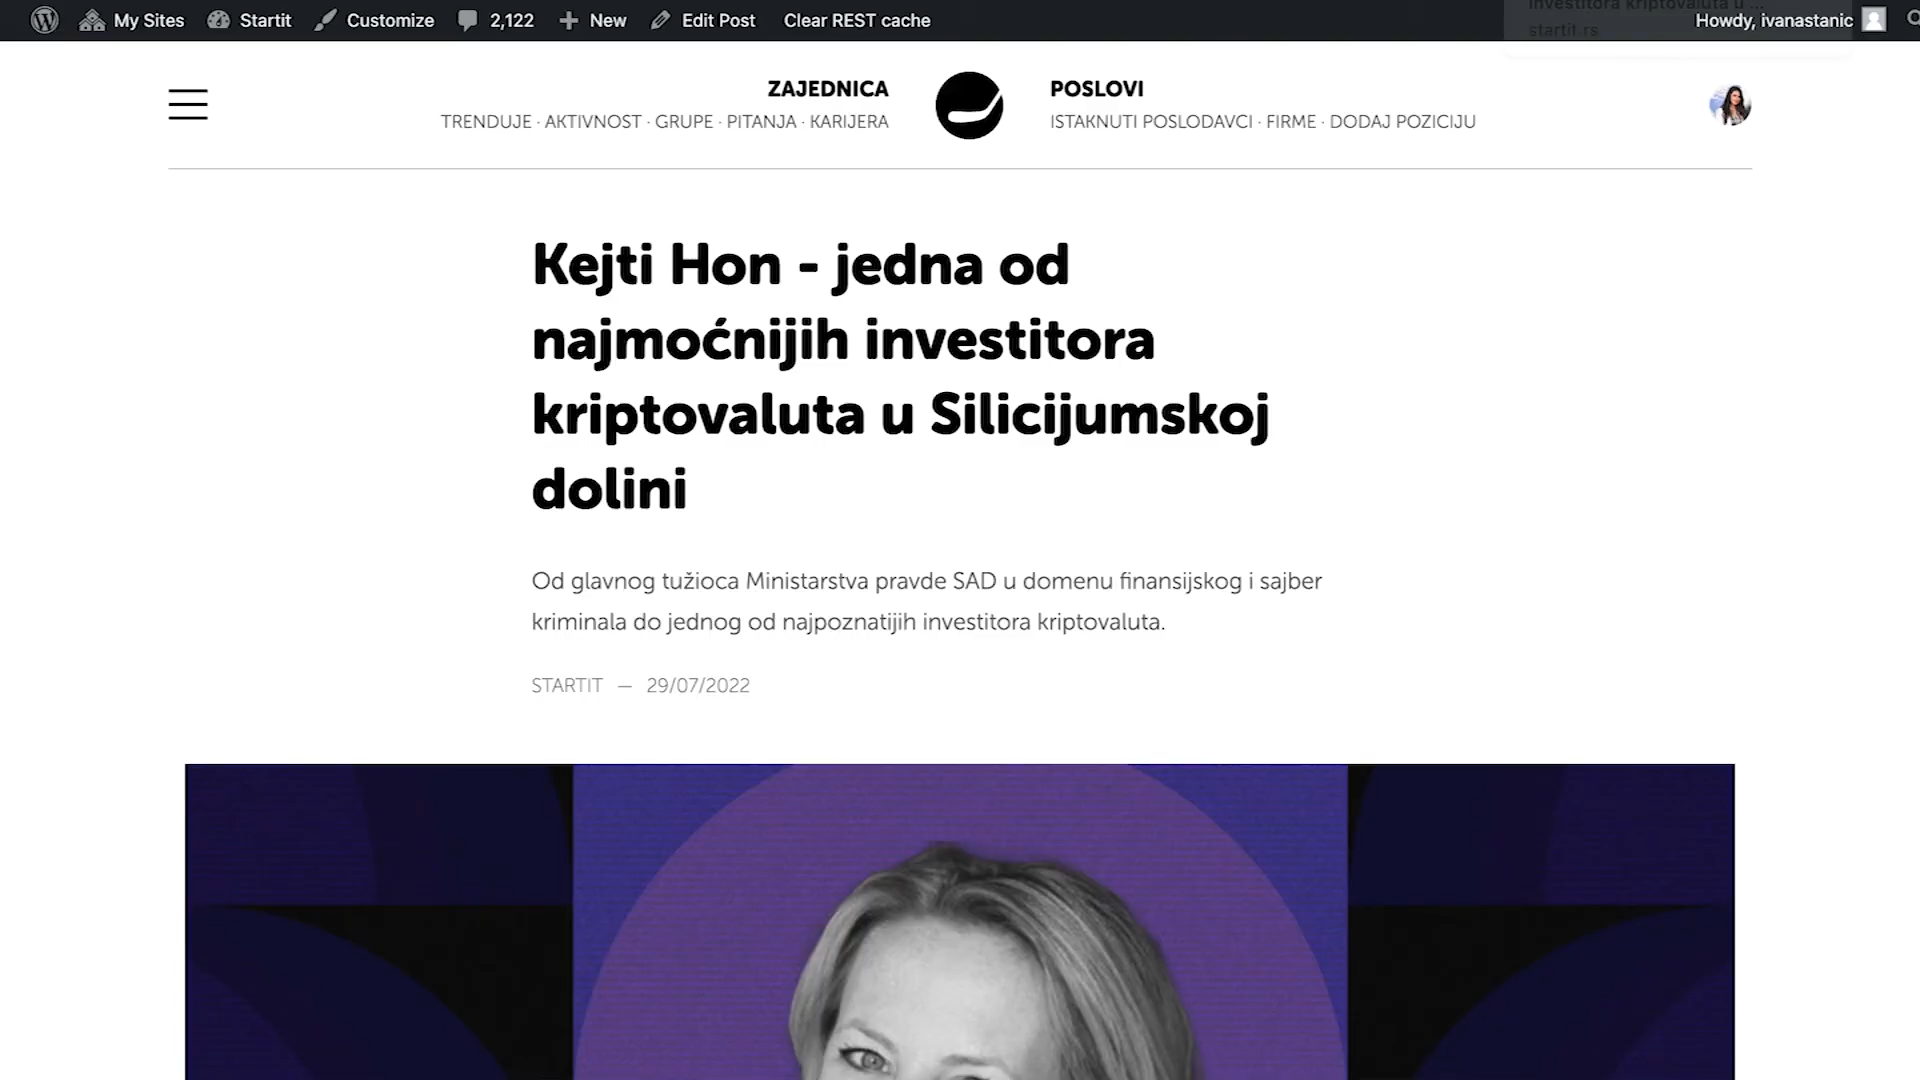 My Sites Startit Customize 2,122 New Edit Post Clear REST cache
investitora kriptovaluta u ...
startit.rs
Howdy, ivanastanic
ZAJEDNICA
TRENDUJE · AKTIVNOST · GRUPE · PITANJA · KARIJERA
POSLOVI
ISTAKNUTI POSLODAVCI · FIRME · DODAJ POZICIJU
Kejti Hon - jedna od
najmoćnijih investitora
kriptovaluta u Silicijumskoj
dolini
Od glavnog tužioca Ministarstva pravde SAD u domenu finansijskog i sajber
kriminala do jednog od najpoznatijih investitora kriptovaluta.
STARTIT — 29/07/2022